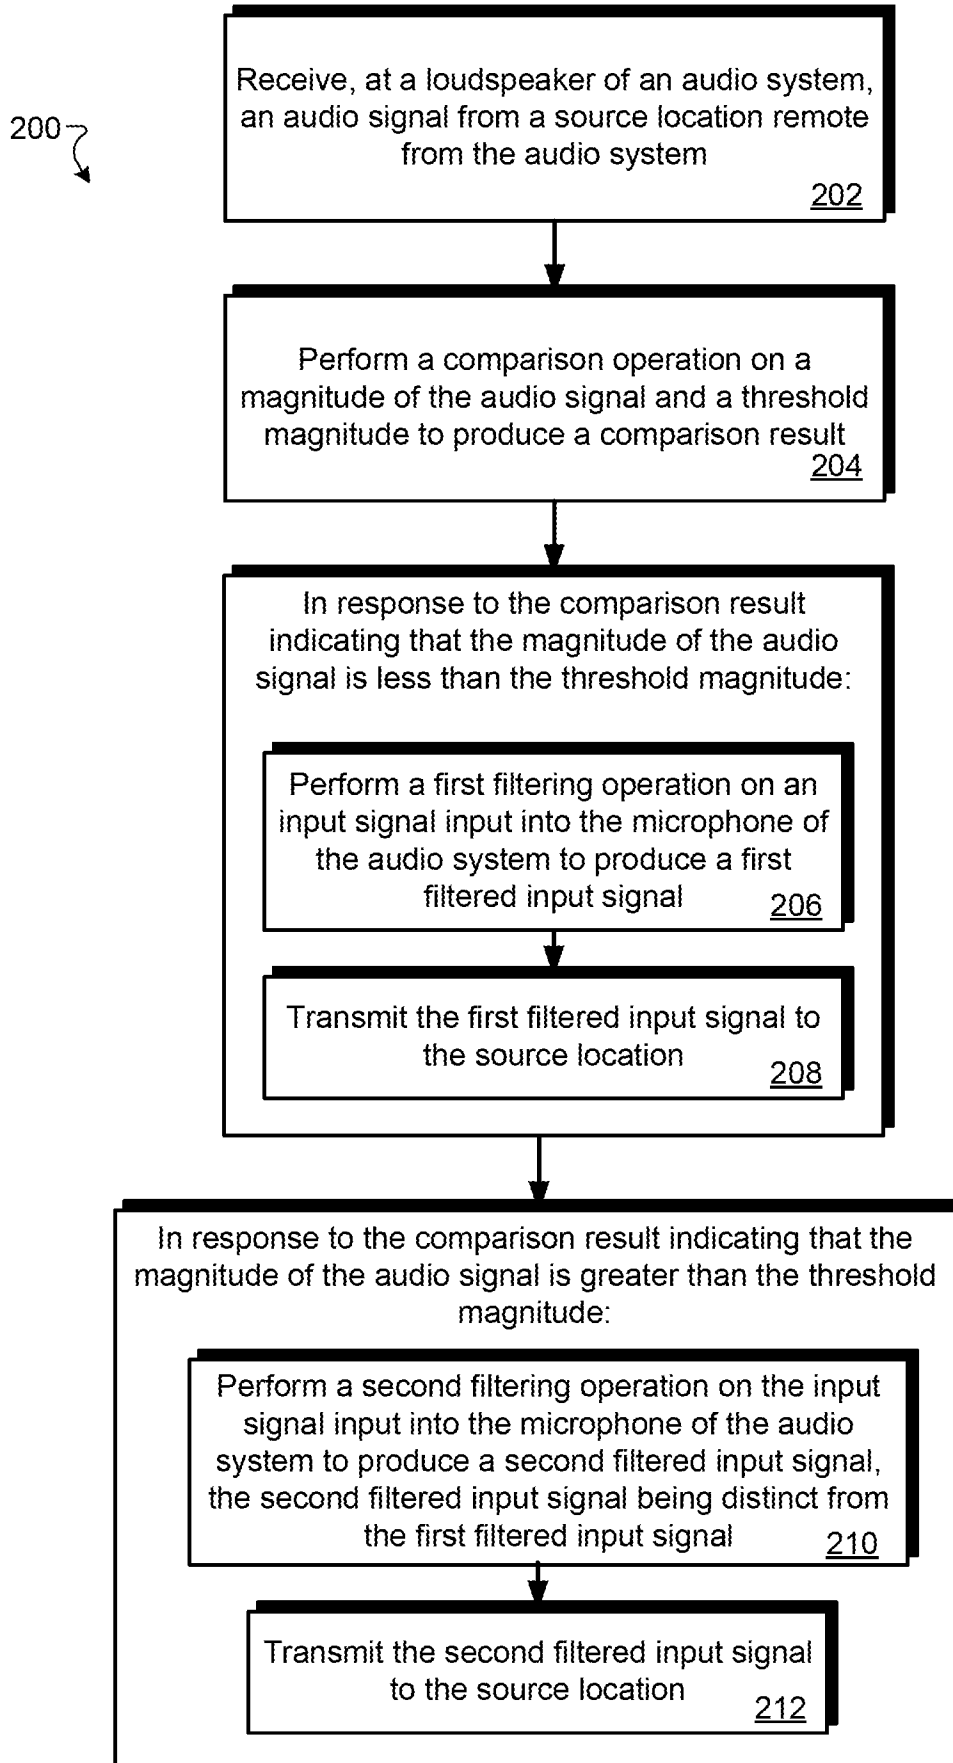 200
Receive, at a loudspeaker of an audio system,
an audio signal from a source location remote
from the audio system
202
Perform a comparison operation on a
magnitude of the audio signal and a threshold
magnitude to produce a comparison result
204
In response to the comparison result
indicating that the magnitude of the audio
signal is less than the threshold magnitude:
Perform a first filtering operation on an
input signal input into the microphone of
the audio system to produce a first
filtered input signal
206
Transmit the first filtered input signal to
the source location
208
In response to the comparison result indicating that the
magnitude of the audio signal is greater than the threshold
magnitude:
Perform a second filtering operation on the input
signal input into the microphone of the audio
system to produce a second filtered input signal,
the second filtered input signal being distinct from
the first filtered input signal
210
Transmit the second filtered input signal
to the source location
212